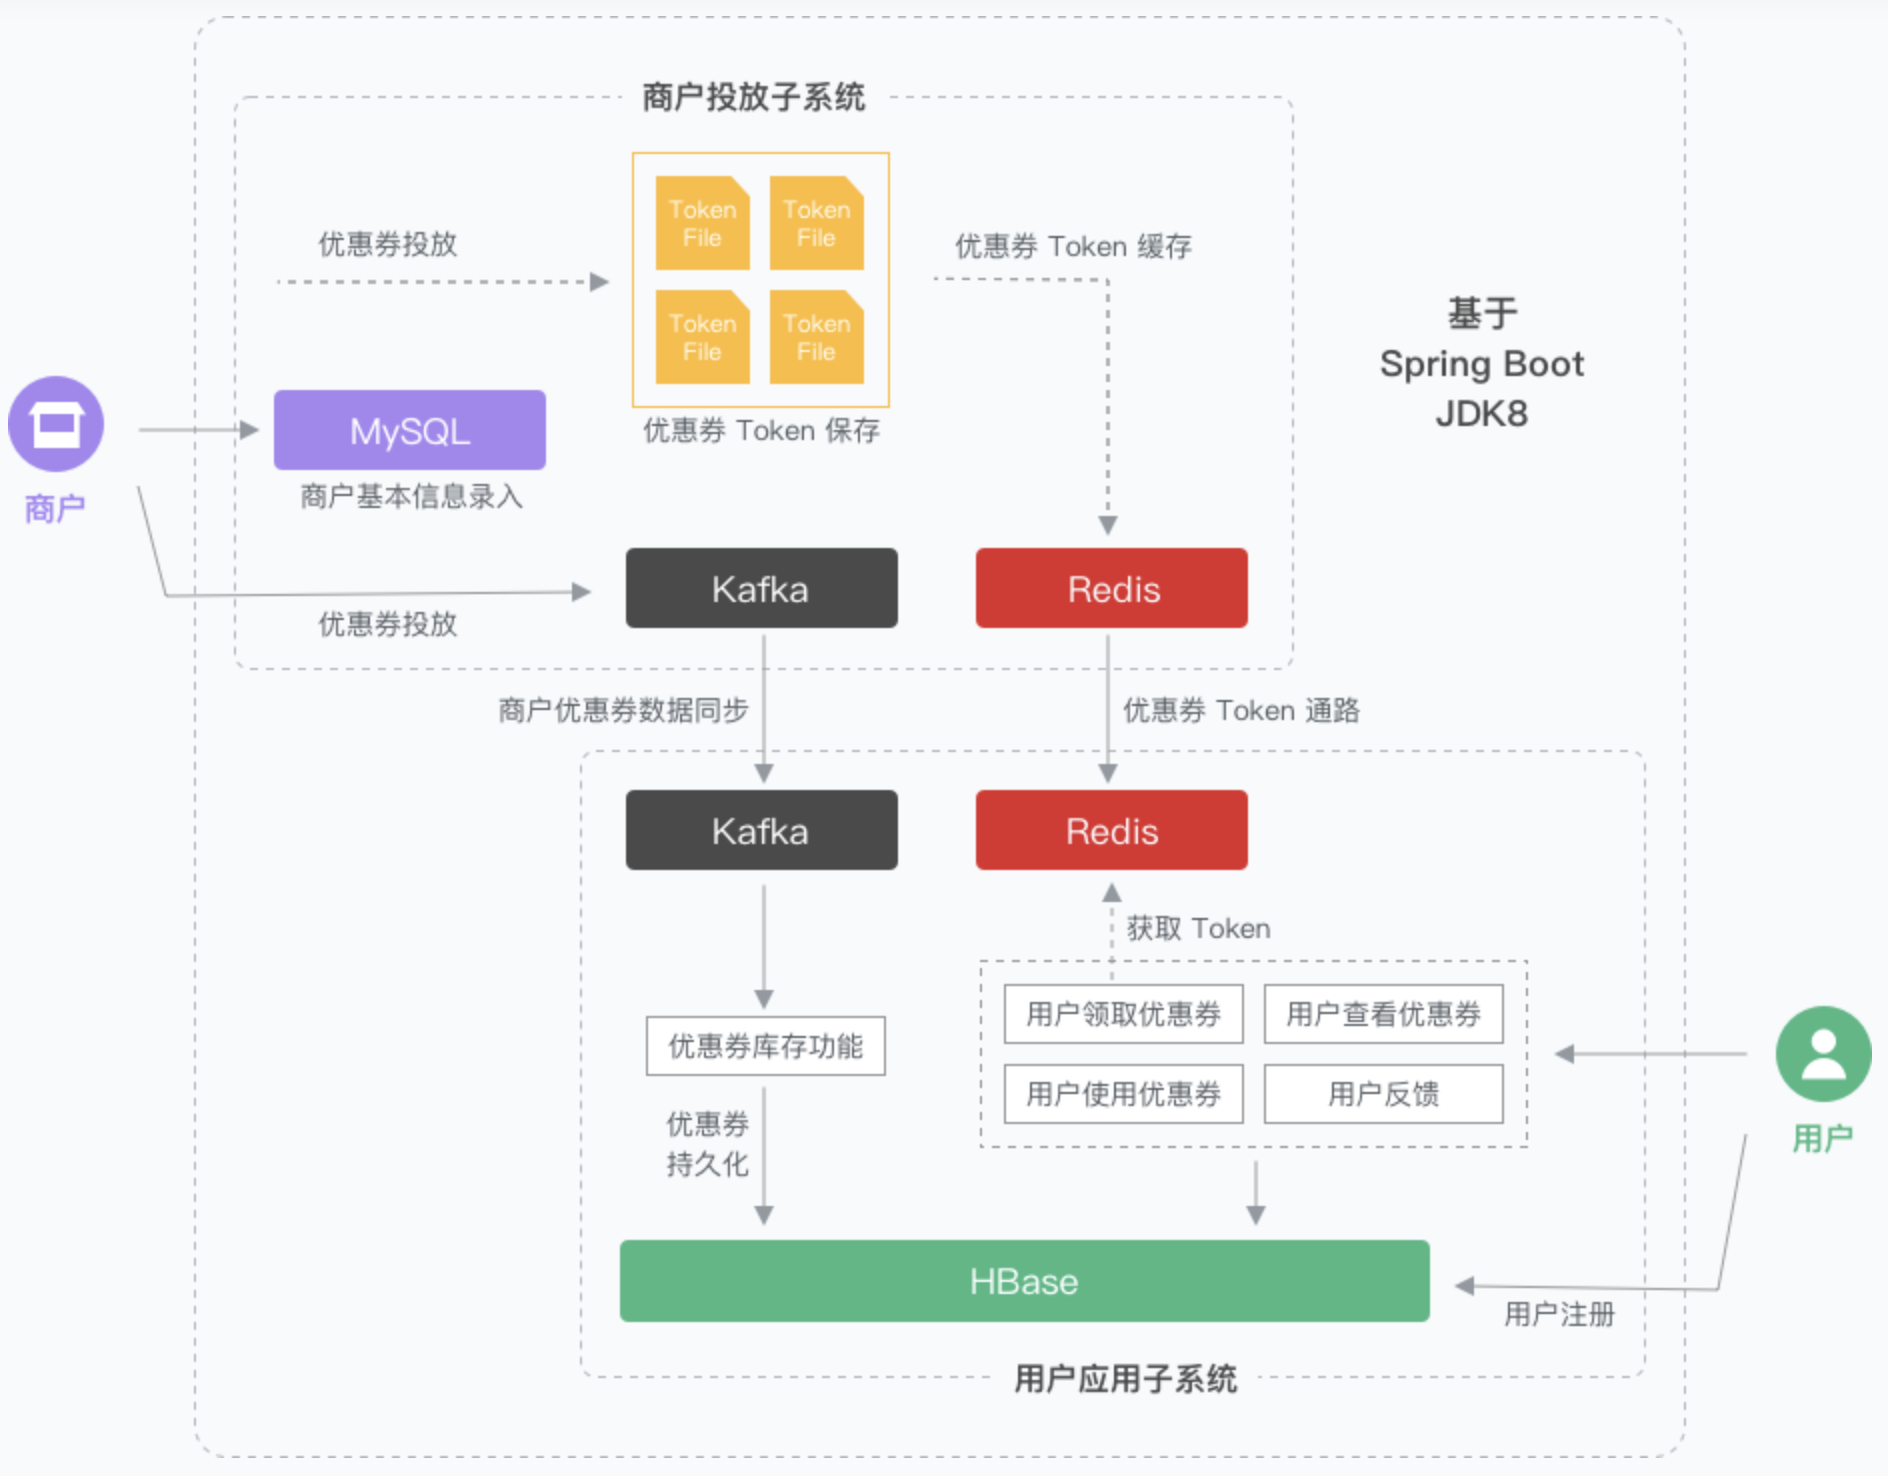 商户投放子系统
Token
File
Token
File
Token
File
Token
File
优惠券投放
优惠券 Token 缓存
优惠券 Token 保存
基于
Spring Boot
JDK8
商户
MySQL
商户基本信息录入
优惠券投放
Kafka
Redis
商户优惠券数据同步
优惠券 Token 通路
Kafka
Redis
获取 Token
用户领取优惠券
用户查看优惠券
用户使用优惠券
用户反馈
优惠券库存功能
优惠券
持久化
用户
HBase
用户注册
用户应用子系统